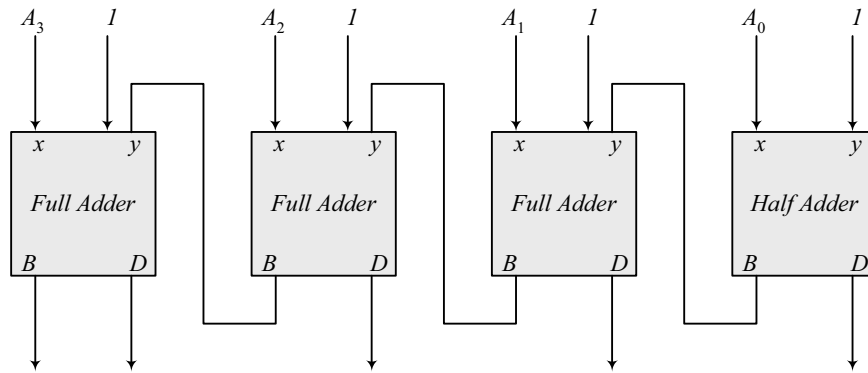 A3 1 A2 1 A1 1 A0 1
x y x y x y x y
Full Adder Full Adder Full Adder Half Adder
B D B D B D B D